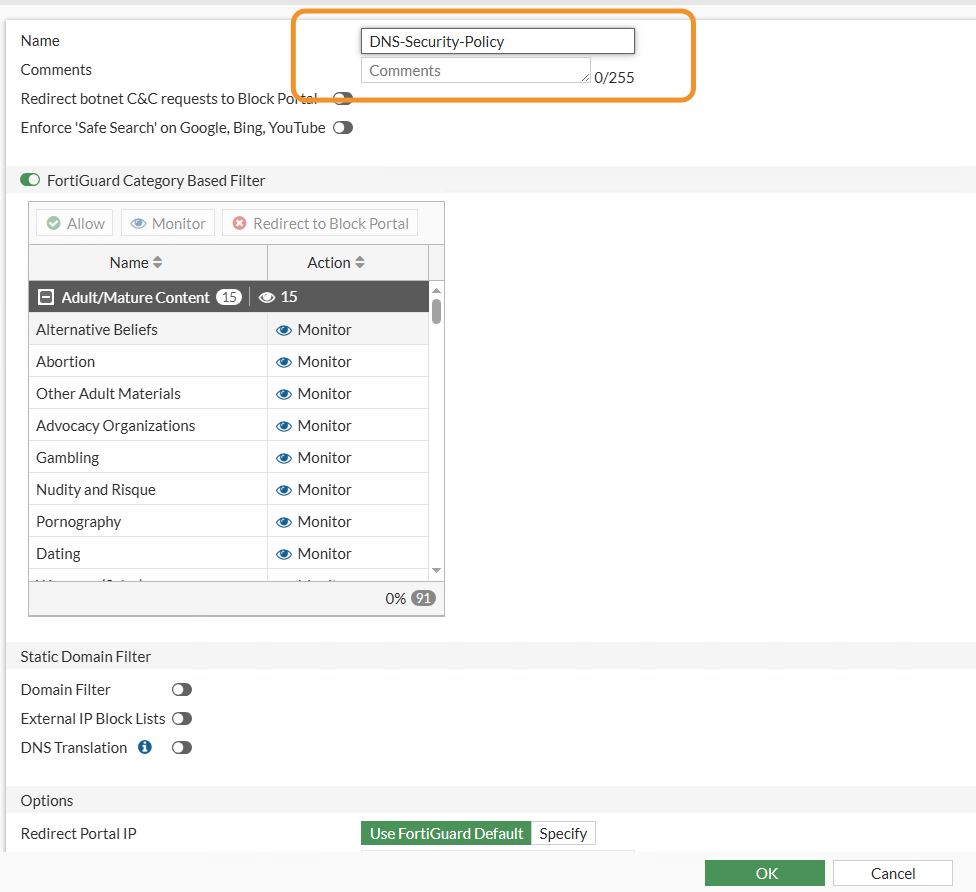 Name DNS-Security-Policy
Comments Comments 0/255
Redirect botnet C&C requests to Block Portal
Enforce 'Safe Search' on Google, Bing, YouTube
FortiGuard Category Based Filter
Allow Monitor Redirect to Block Portal
Name Action
Adult/Mature Content 15 15
Alternative Beliefs Monitor
Abortion Monitor
Other Adult Materials Monitor
Advocacy Organizations Monitor
Gambling Monitor
Nudity and Risque Monitor
Pornography Monitor
Dating Monitor
0% 91
Static Domain Filter
Domain Filter
External IP Block Lists
DNS Translation
Options
Redirect Portal IP Use FortiGuard Default Specify
OK Cancel